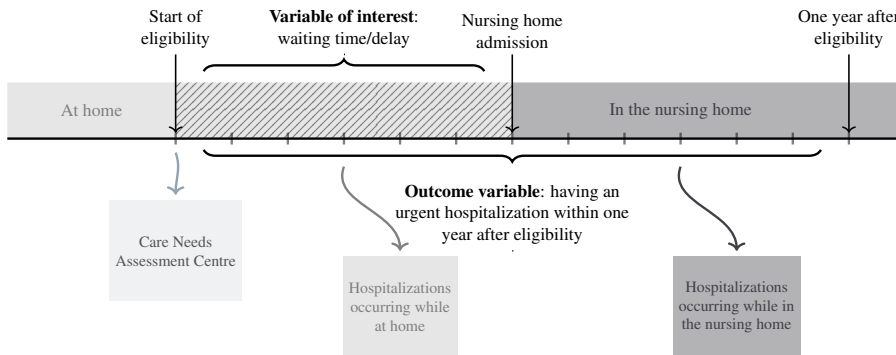 Start of
eligibility
Variable of interest:
waiting time/delay
Nursing home
admission
One year after
eligibility
At home
In the nursing home
Outcome variable: having an
urgent hospitalization within one
year after eligibility
Care Needs
Assessment Centre
Hospitalizations
occurring while
at home
Hospitalizations
occurring while in
the nursing home